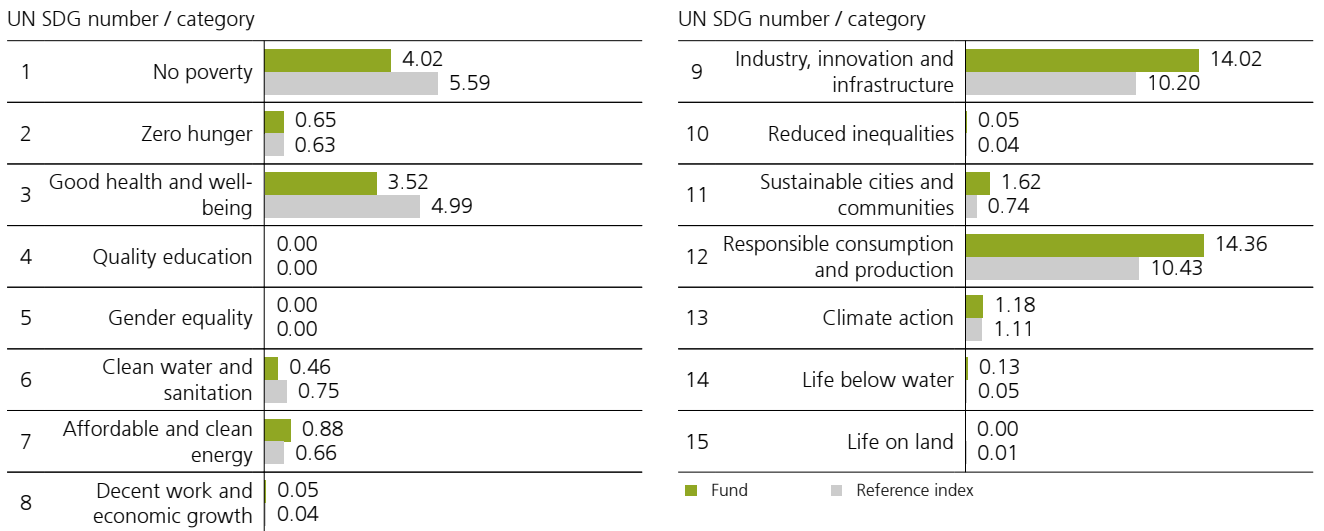 UN SDG number / category
1 No poverty 4.02
5.59
2 Zero hunger 0.65
0.63
3 Good health and well-
being 3.52
4.99
4 Quality education 0.00
0.00
5 Gender equality 0.00
0.00
6 Clean water and
sanitation 0.46
0.75
7 Affordable and clean
energy 0.88
0.66
8 Decent work and
economic growth 0.05
0.04
UN SDG number / category
9 Industry, innovation and
infrastructure 14.02
10.20
10 Reduced inequalities 0.05
0.04
11 Sustainable cities and
communities 1.62
0.74
12 Responsible consumption
and production 14.36
10.43
13 Climate action 1.18
1.11
14 Life below water 0.13
0.05
15 Life on land 0.00
0.01
Fund Reference index